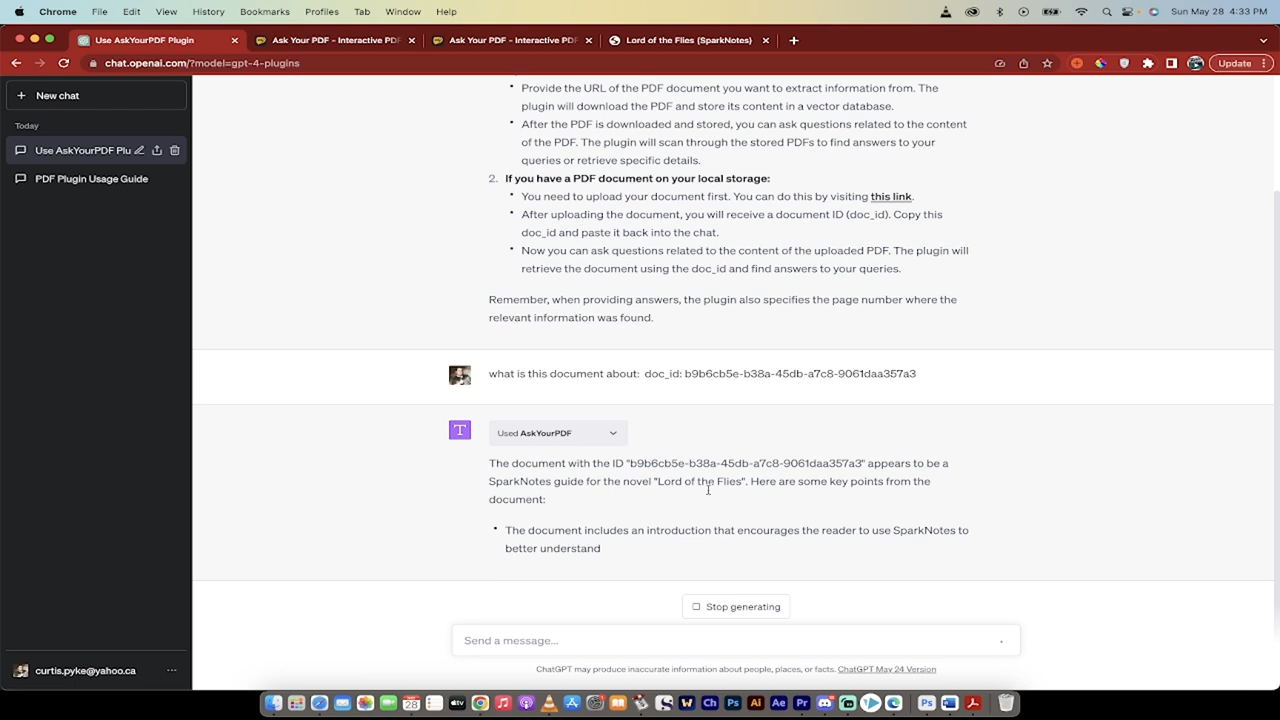 Chrome File Edit View History Bookmarks Profiles Tab Window Help Sun May 28 4:33 PM
Use AskYourPDF Plugin Ask Your PDF - Interactive PDF Ask Your PDF - Interactive PDF Lord of the Flies (SparkNotes)
chat.openai.com/?model=gpt-4-plugins Update
New chat
Today
Use AskYourPDF Plu
PDF Plugin Usage Guide
• Provide the URL of the PDF document you want to extract information from. The
plugin will download the PDF and store its content in a vector database.
• After the PDF is downloaded and stored, you can ask questions related to the content
of the PDF. The plugin will scan through the stored PDFs to find answers to your
queries or retrieve specific details.
2. If you have a PDF document on your local storage:
• You need to upload your document first. You can do this by visiting this link.
• After uploading the document, you will receive a document ID (doc_id). Copy this
doc_id and paste it back into the chat.
• Now you can ask questions related to the content of the uploaded PDF. The plugin will
retrieve the document using the doc_id and find answers to your queries.
Remember, when providing answers, the plugin also specifies the page number where the
relevant information was found.
what is this document about: doc_id: b9b6cb5e-b38a-45db-a7c8-9061daa357a3
T
Used AskYourPDF
The document with the ID "b9b6cb5e-b38a-45db-a7c8-9061daa357a3" appears to be a
SparkNotes guide for the novel "Lord of the Flies". Here are some key points from the
document:
• The document includes an introduction that encourages the reader to use SparkNotes to
better understand
Stop generating
Send a message...
ChatGPT may produce inaccurate information about people, places, or facts. ChatGPT May 24 Version
curtis.pyke@yahoo.ca